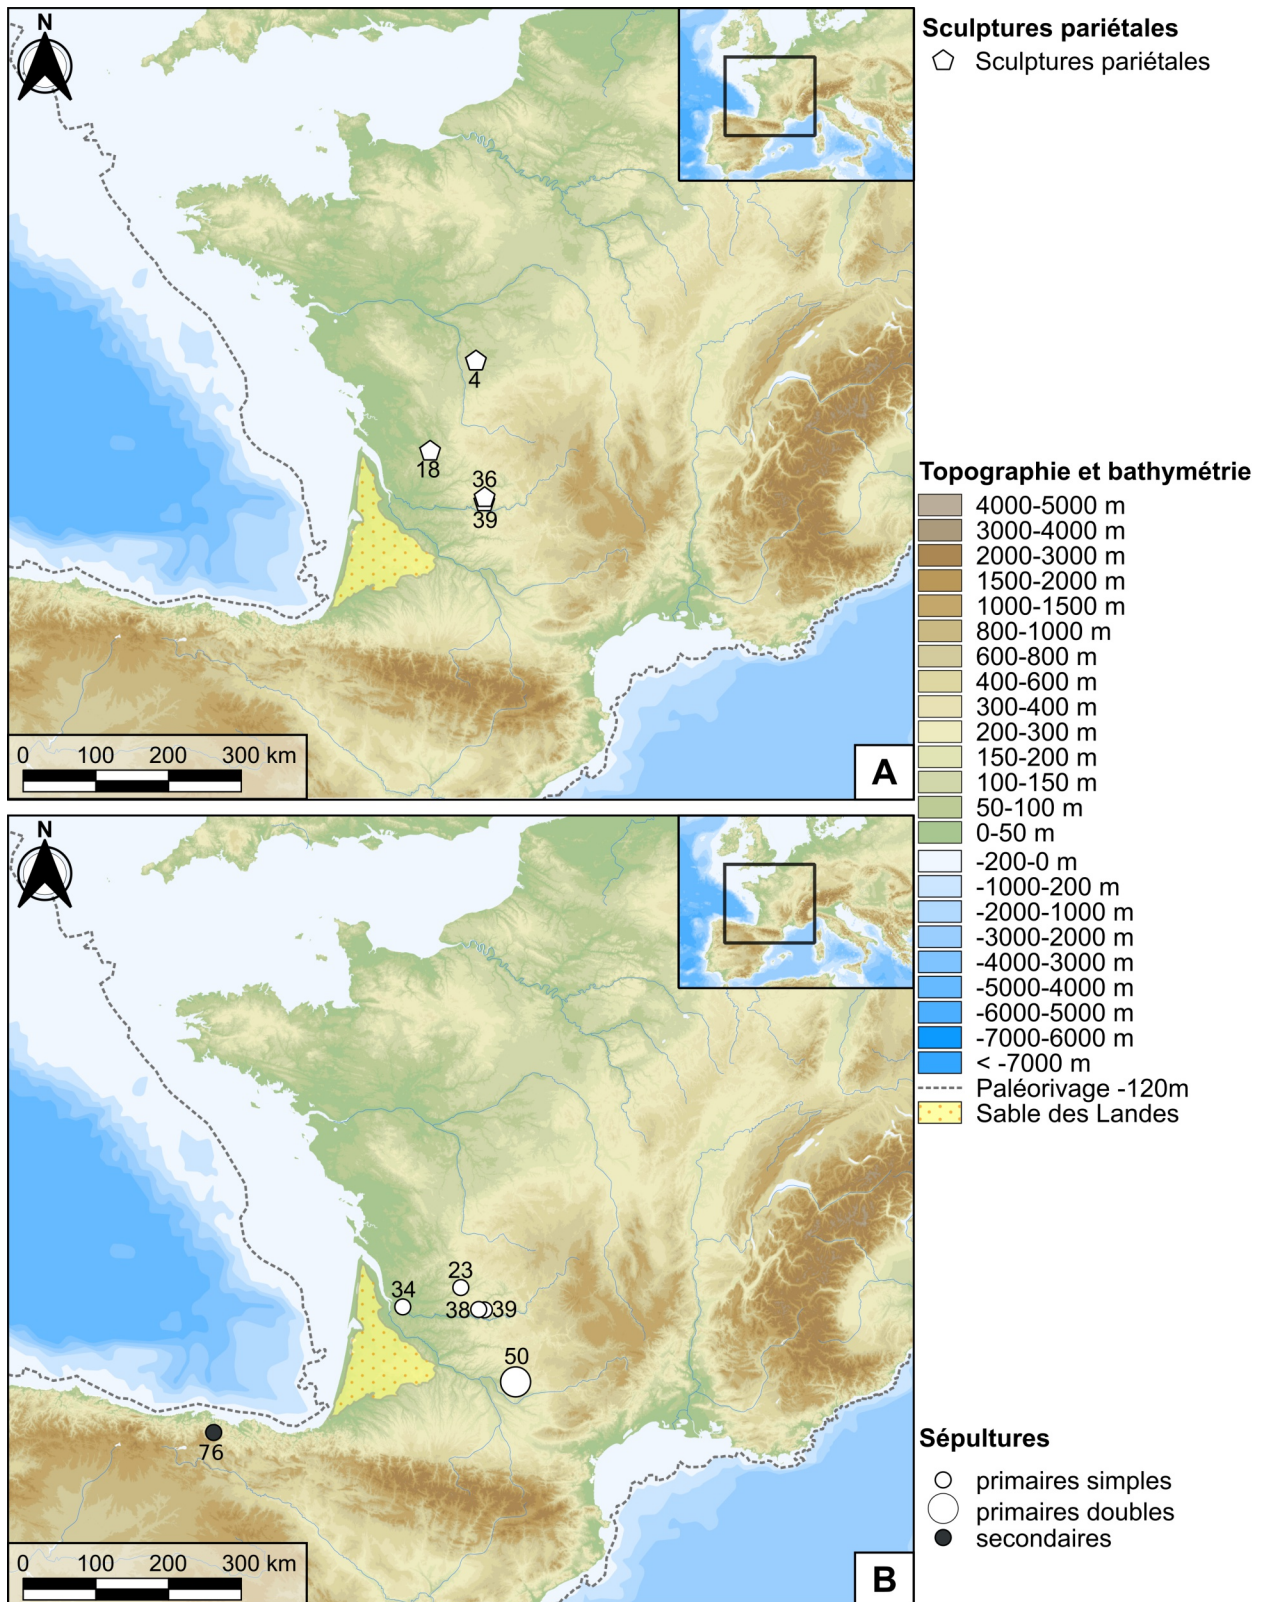 N
4
18
36
39
0 100 200 300 km
A
Sculptures pariétales
Sculptures pariétales
Topographie et bathymétrie
4000-5000 m
3000-4000 m
2000-3000 m
1500-2000 m
1000-1500 m
800-1000 m
600-800 m
400-600 m
300-400 m
200-300 m
150-200 m
100-150 m
50-100 m
0-50 m
-200-0 m
-1000-200 m
-2000-1000 m
-3000-2000 m
-4000-3000 m
-5000-4000 m
-6000-5000 m
-7000-6000 m
< -7000 m
Paléorivage -120m
Sable des Landes
N
23
34
38 39
50
76
0 100 200 300 km
B
Sépultures
primaires simples
primaires doubles
secondaires